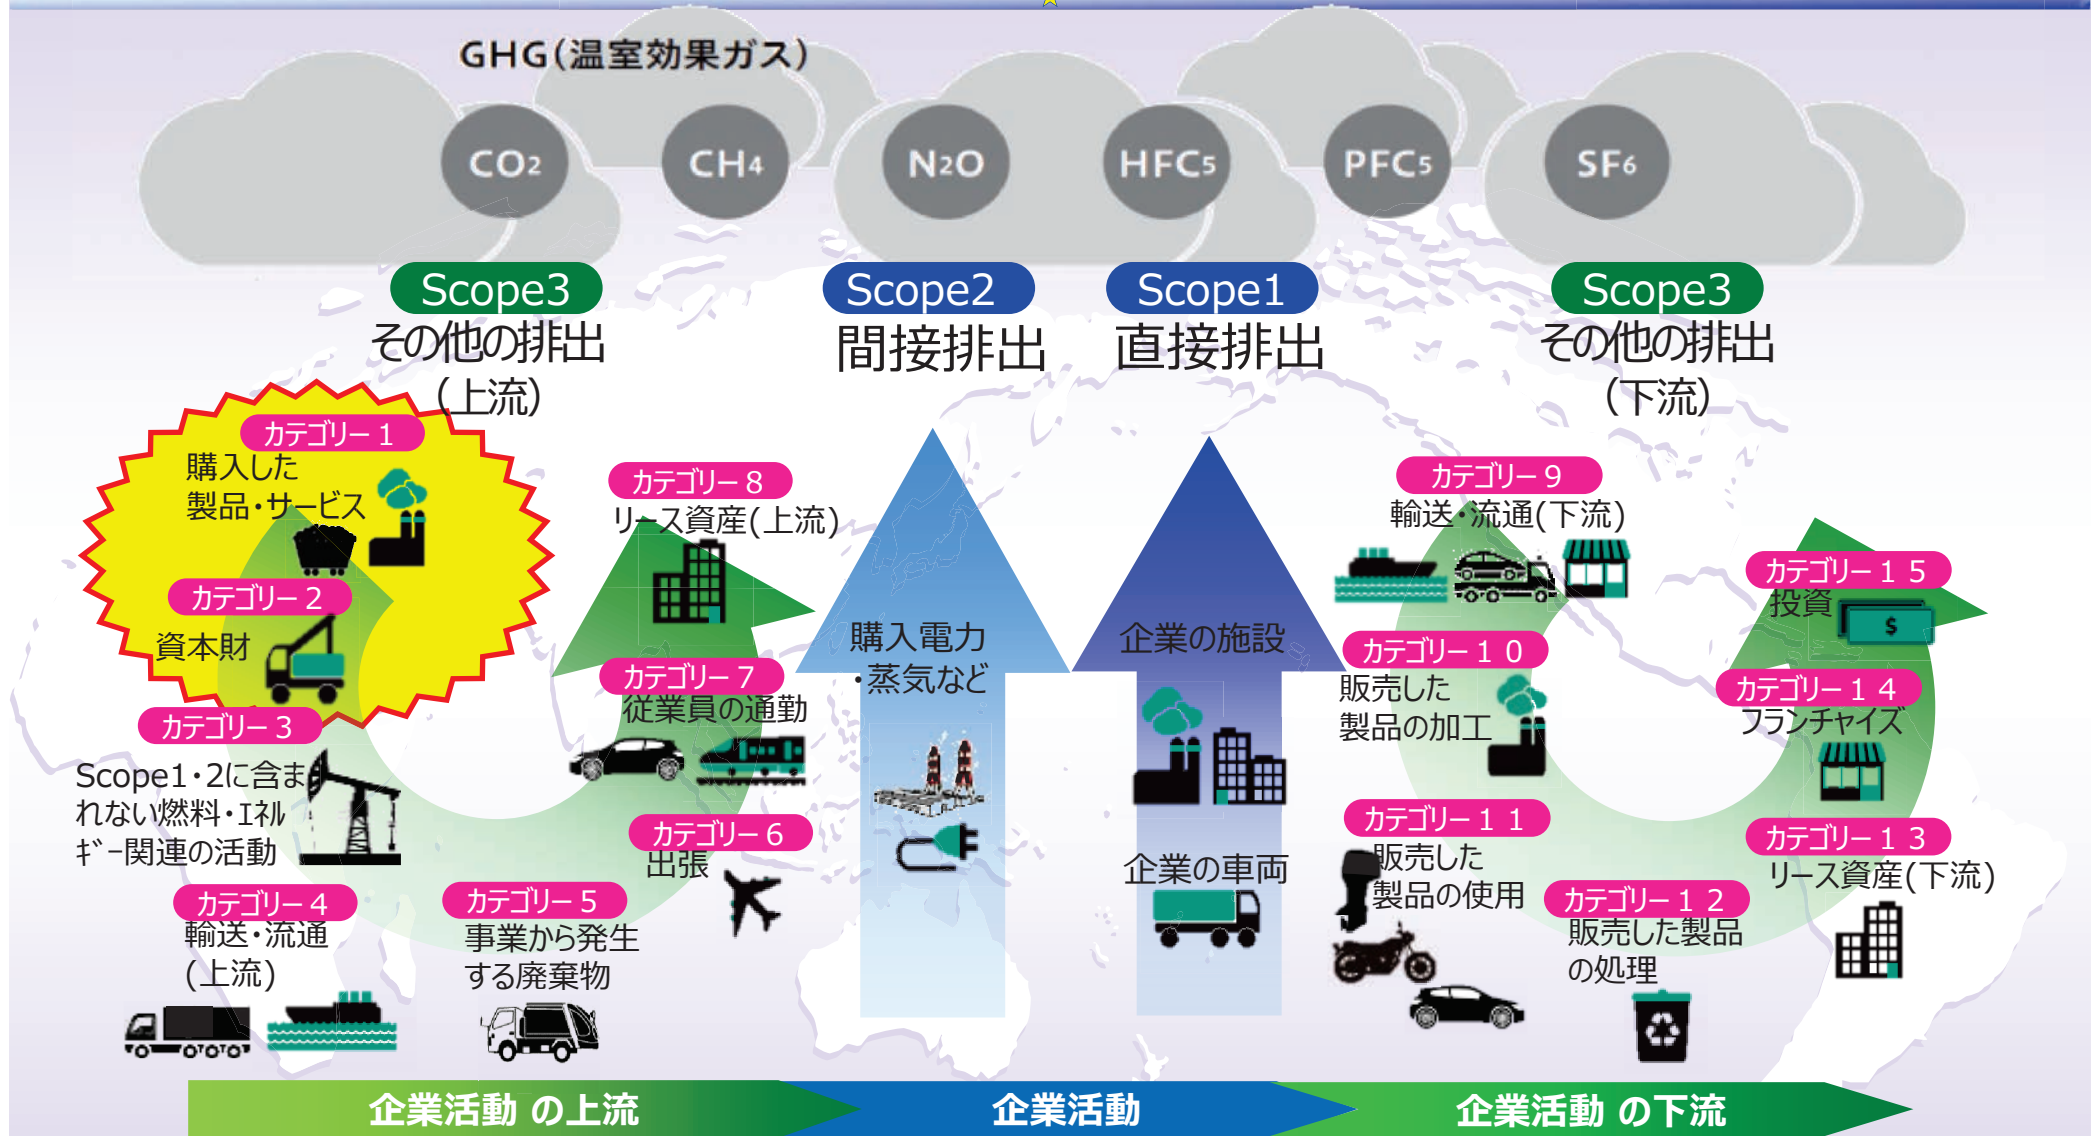 GHG(温室効果ガス)
CO2
CH4
N2O
HFC5
PFC5
SF6
Scope3
その他の排出
(上流)
Scope2
間接排出
Scope1
直接排出
Scope3
その他の排出
(下流)
カテゴリー1
購入した
製品・サービス
カテゴリー2
資本財
カテゴリー3
Scope1・2に含ま
れない燃料・ｴﾈﾙ
ｷﾞｰ関連の活動
カテゴリー4
輸送・流通
(上流)
カテゴリー5
事業から発生
する廃棄物
カテゴリー6
出張
カテゴリー7
従業員の通勤
カテゴリー8
リース資産(上流)
購入電力
・蒸気など
企業の施設
企業の車両
カテゴリー9
輸送・流通(下流)
カテゴリー10
販売した
製品の加工
カテゴリー11
販売した
製品の使用
カテゴリー12
販売した製品
の処理
カテゴリー13
リース資産(下流)
カテゴリー14
フランチャイズ
カテゴリー15
投資
$
企業活動 の上流
企業活動
企業活動 の下流